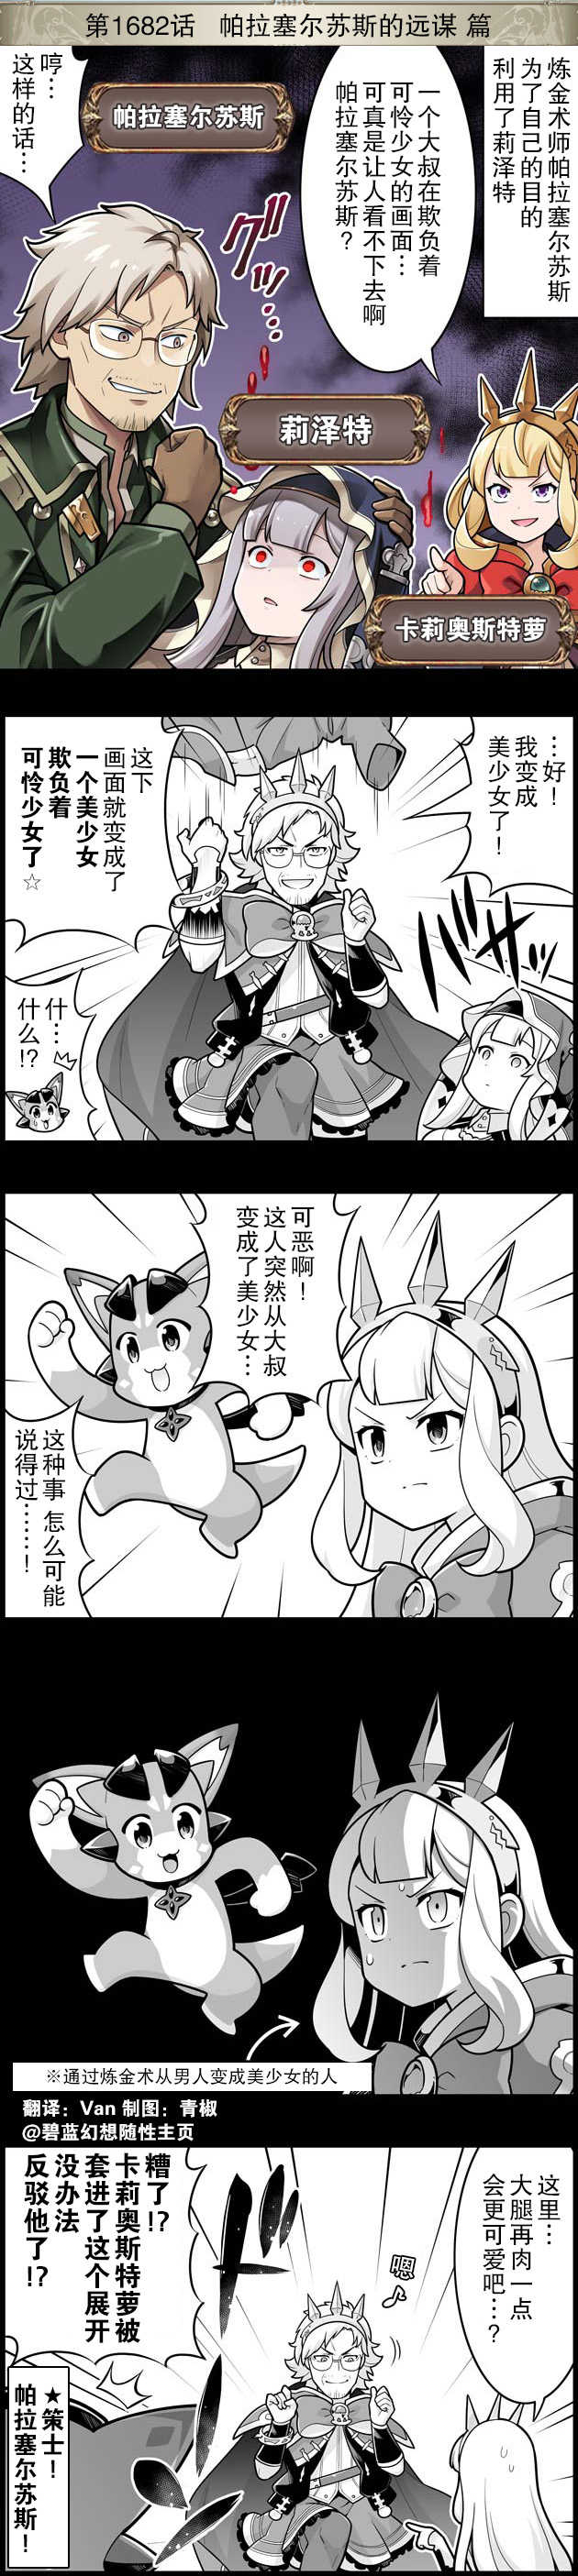 第1682话 帕拉塞尔苏斯的远谋 篇
炼金术师帕拉塞尔苏斯
为了自己的目的
利用了莉泽特
一个大叔在欺负着
可怜少女的画面…
可真是让人看不下去啊
帕拉塞尔苏斯？
哼…
这样的话…
帕拉塞尔苏斯
グッ…
莉泽特
卡莉奥斯特萝
…好！
我变成
美少女了！
这下
画面就变成了
一个美少女
欺负着
可怜少女了☆
什…
什么!?
可恶啊！
这人突然从大叔
变成了美少女…
这种事 怎么可能
说得过……！
※通过炼金术从男人变成美少女的人
翻译：Van 制图：青椒
@碧蓝幻想随性主页
这里…
大腿再肉一点
会更可爱吧…？
嗯♪
糟了!?
卡莉奥斯特萝被
套进了这个展开
没办法
反驳他了!?
★策士！
帕拉塞尔苏斯！